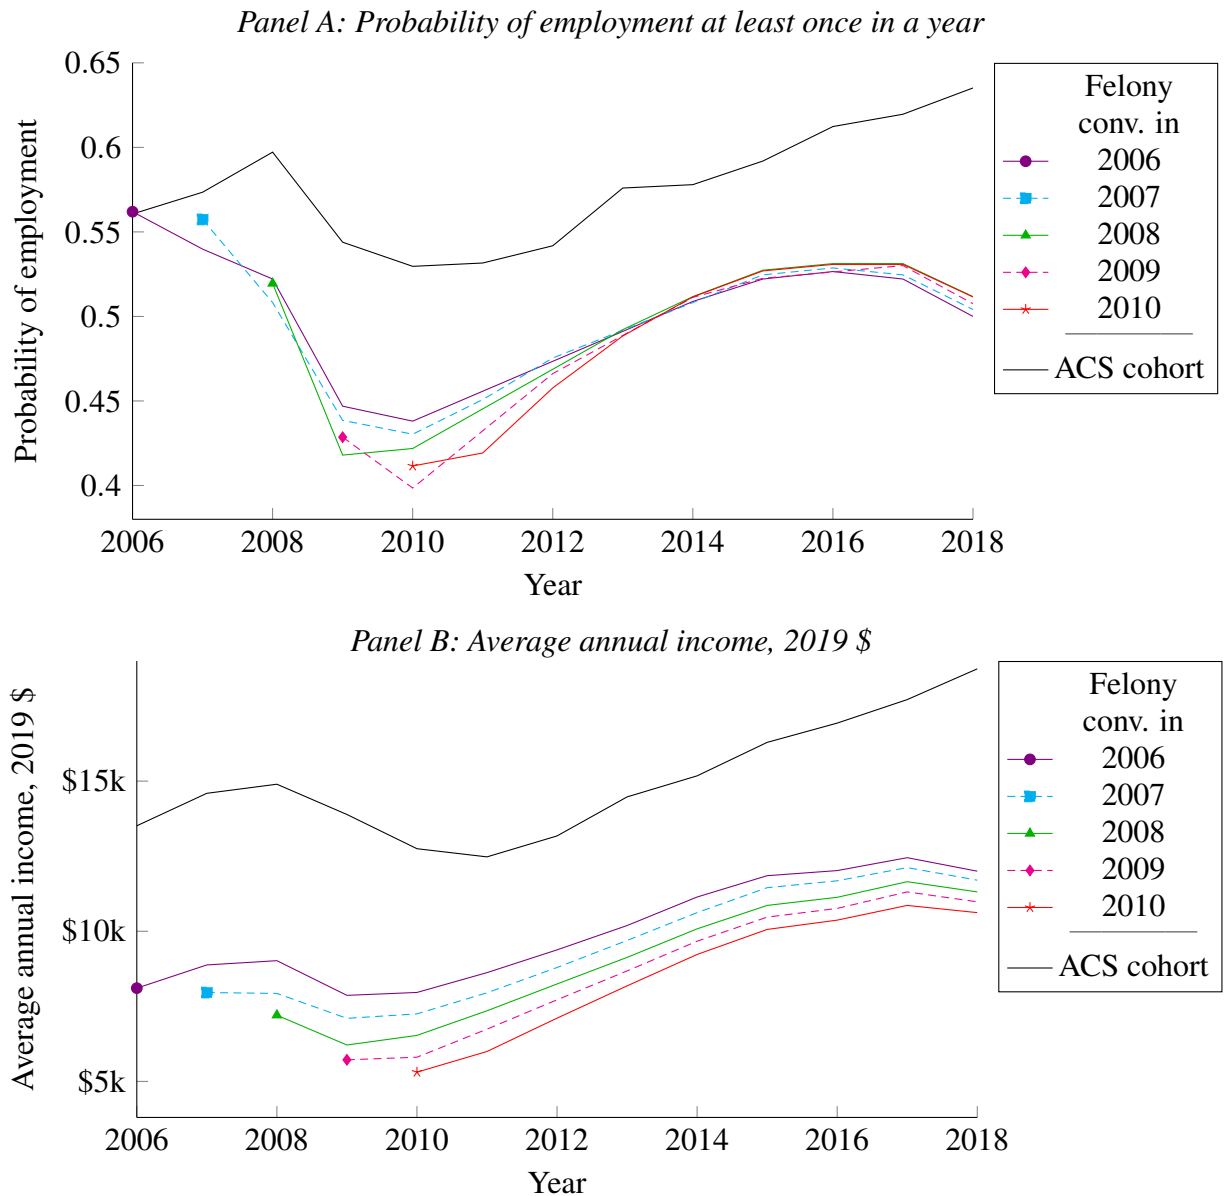 Panel A: Probability of employment at least once in a year
Probability of employment
0.65
0.6
0.55
0.5
0.45
0.4
2006 2008 2010 2012 2014 2016 2018
Year
Felony
conv. in
2006
2007
2008
2009
2010
ACS cohort
Panel B: Average annual income, 2019 $
Average annual income, 2019 $
$15k
$10k
$5k
2006 2008 2010 2012 2014 2016 2018
Year
Felony
conv. in
2006
2007
2008
2009
2010
ACS cohort